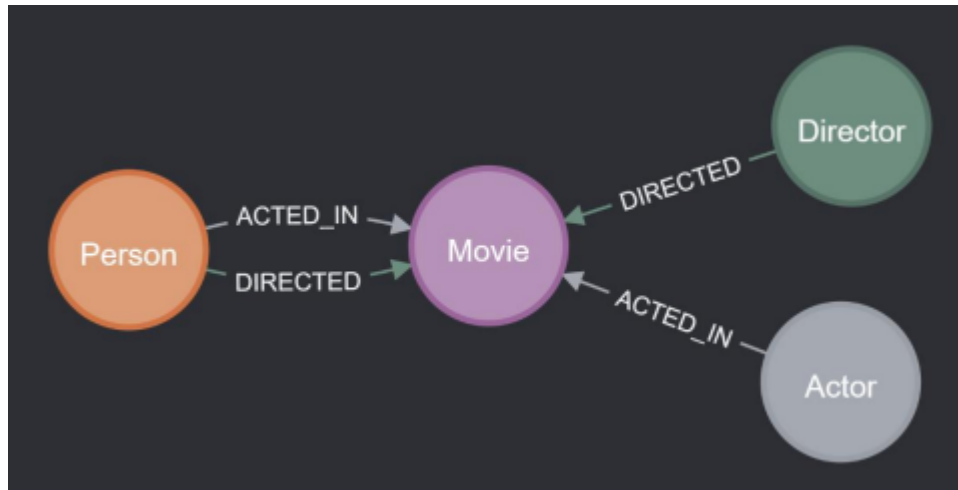 Person
ACTED_IN
DIRECTED
Movie
DIRECTED
Director
ACTED_IN
Actor